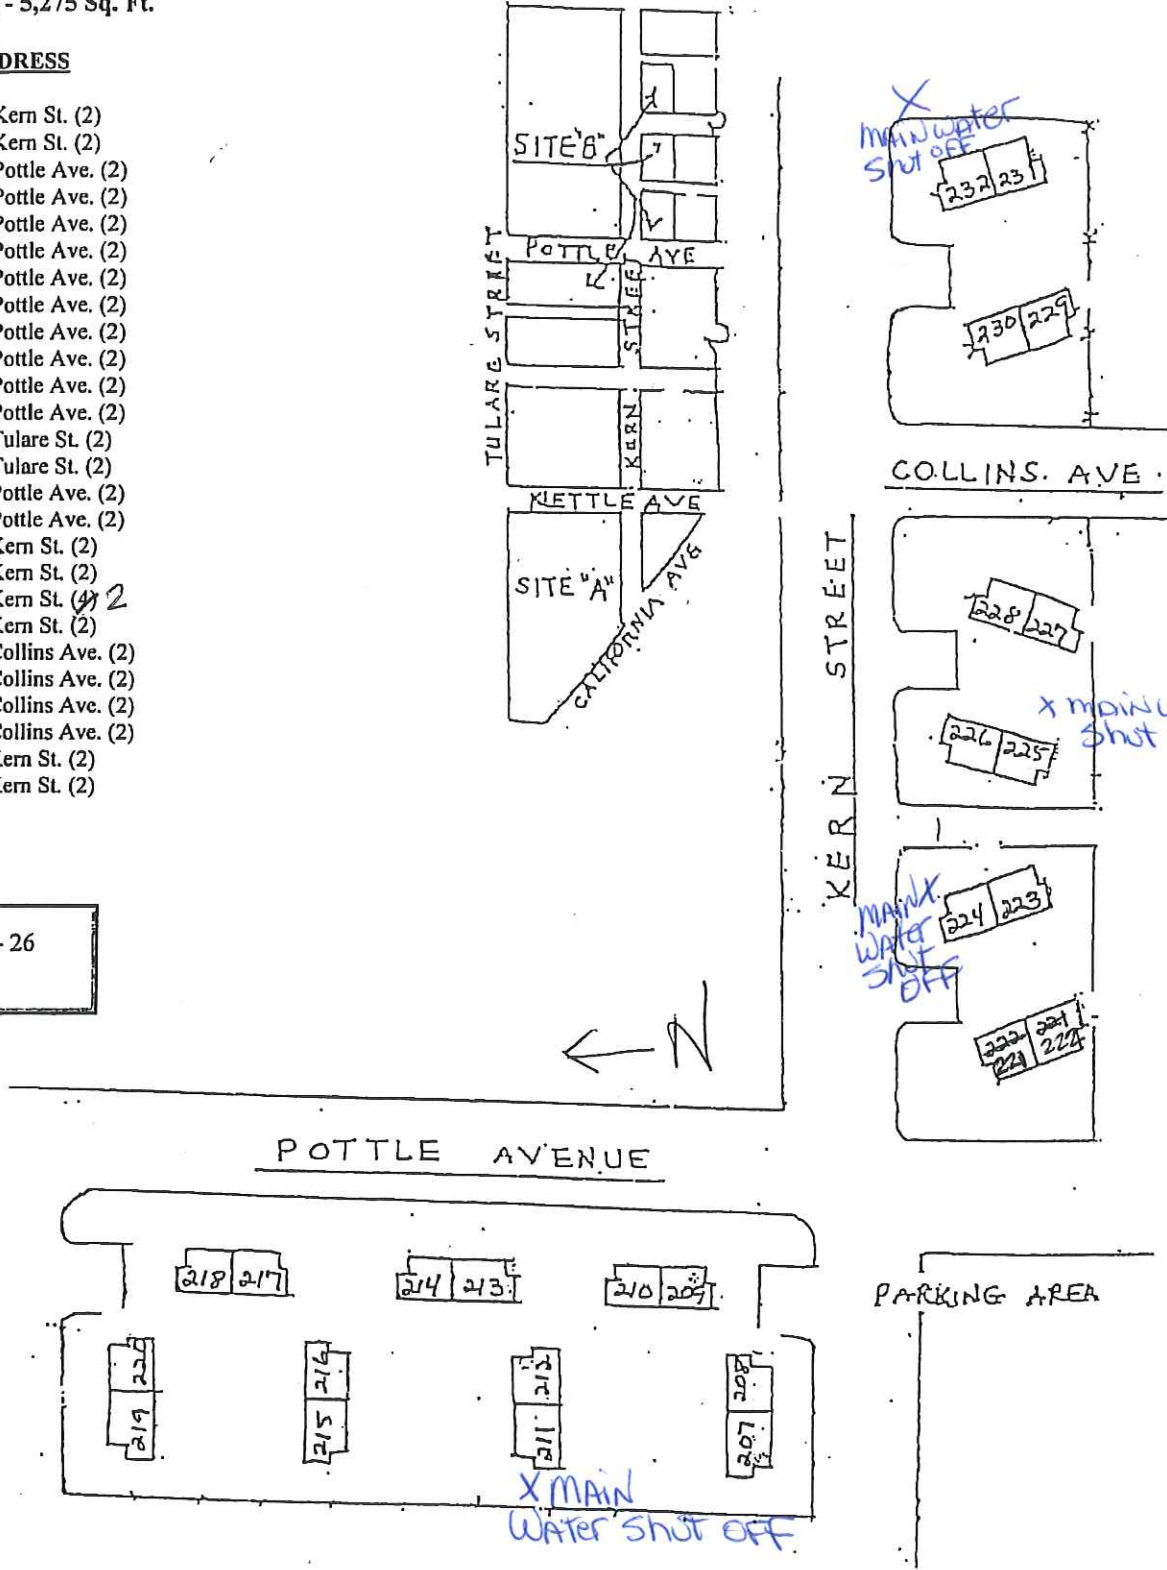 - 5,275 Sq. Ft.
DRESS
Kern St. (2)
Kern St. (2)
Pottle Ave. (2)
Pottle Ave. (2)
Pottle Ave. (2)
Pottle Ave. (2)
Pottle Ave. (2)
Pottle Ave. (2)
Pottle Ave. (2)
Pottle Ave. (2)
Pottle Ave. (2)
Pottle Ave. (2)
Tulare St. (2)
Tulare St. (2)
Pottle Ave. (2)
Pottle Ave. (2)
Kern St. (2)
Kern St. (2)
Kern St. (4) 2
Kern St. (2)
Collins Ave. (2)
Collins Ave. (2)
Collins Ave. (2)
Collins Ave. (2)
Kern St. (2)
Kern St. (2)
- 26
SITE "B"
POTTLE AVE
TULARE STREET
KERN STREET
KLETTLE AVE
SITE "A"
CALIFORNIA AVE
X
MAIN WATER
Shut OFF
232 231
230 229
COLLINS. AVE.
KERN STREET
228 227
X MAIN
Shut
226 225
MAIN X
WATER
Shut
OFF
224 223
222 221
221 222
N
POTTLE AVENUE
218 217
214 213
210 209
PARKING AREA
220
219
216
215
212
211
208
207
X MAIN
WATER Shut OFF